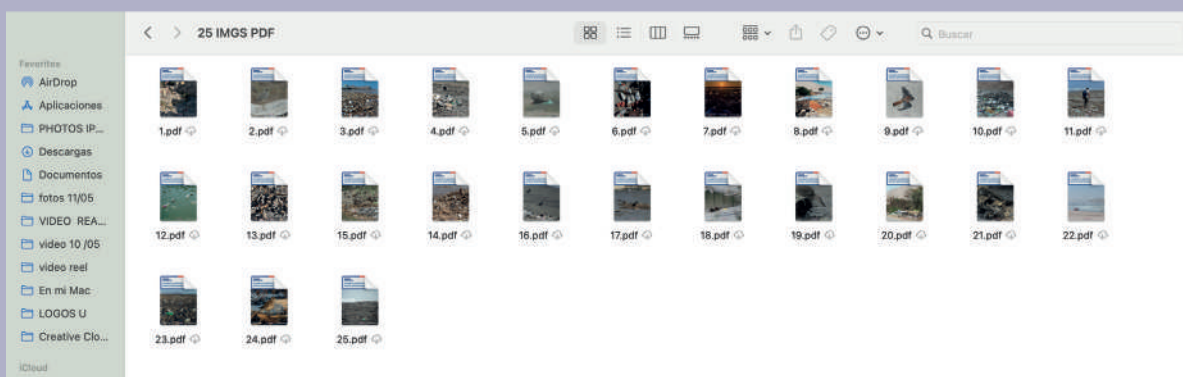 25 IMGS PDF
Buscar
Favorites
AirDrop
Aplicaciones
PHOTOS IP...
Descargas
Documentos
fotos 11/05
VIDEO REA...
video 10 /05
video reel
En mi Mac
LOGOS U
Creative Clo...
iCloud
1.pdf 2.pdf 3.pdf 4.pdf 5.pdf 6.pdf 7.pdf 8.pdf 9.pdf 10.pdf 11.pdf
12.pdf 13.pdf 15.pdf 14.pdf 16.pdf 17.pdf 18.pdf 19.pdf 20.pdf 21.pdf 22.pdf
23.pdf 24.pdf 25.pdf